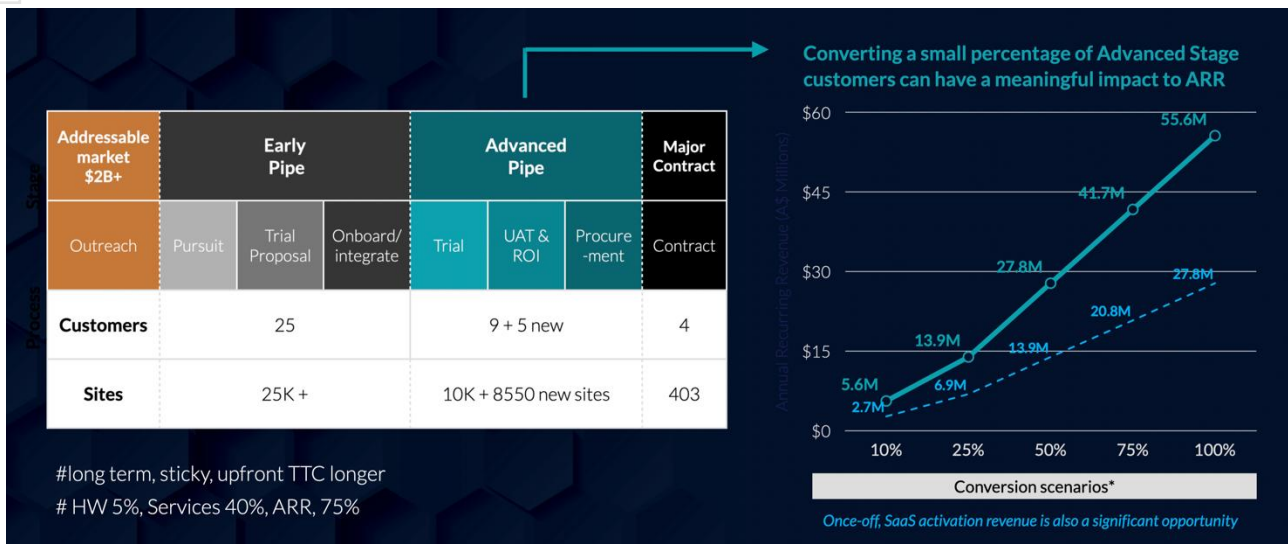 Converting a small percentage of Advanced Stage
customers can have a meaningful impact to ARR
Stage
Process
Addressable
market
$2B+
Early
Pipe
Advanced
Pipe
Major
Contract
Outreach
Pursuit
Trial
Proposal
Onboard/
integrate
Trial
UAT &
ROI
Procure
-ment
Contract
Customers
25
9 + 5 new
4
Sites
25K +
10K + 8550 new sites
403
#long term, sticky, upfront TTC longer
# HW 5%, Services 40%, ARR, 75%
Annual Recurring Revenue (A$ Millions)
$60
$45
$30
$15
$0
5.6M
13.9M
27.8M
41.7M
55.6M
2.7M
6.9M
13.9M
20.8M
27.8M
10%
25%
50%
75%
100%
Conversion scenarios*
Once-off, SaaS activation revenue is also a significant opportunity